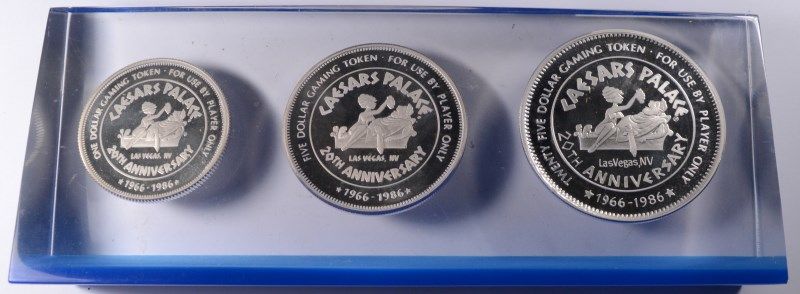 ONE DOLLAR GAMING TOKEN · FOR USE BY PLAYER ONLY
CAESARS PALACE
LAS VEGAS, NV
20TH ANNIVERSARY
★ 1966-1986 ★
FIVE DOLLAR GAMING TOKEN · FOR USE BY PLAYER ONLY
CAESARS PALACE
LAS VEGAS, NV
20TH ANNIVERSARY
★ 1966-1986 ★
TWENTY FIVE DOLLAR GAMING TOKEN · FOR USE BY PLAYER ONLY
CAESARS PALACE
LasVegas,NV
20TH ANNIVERSARY
★ 1966-1986 ★